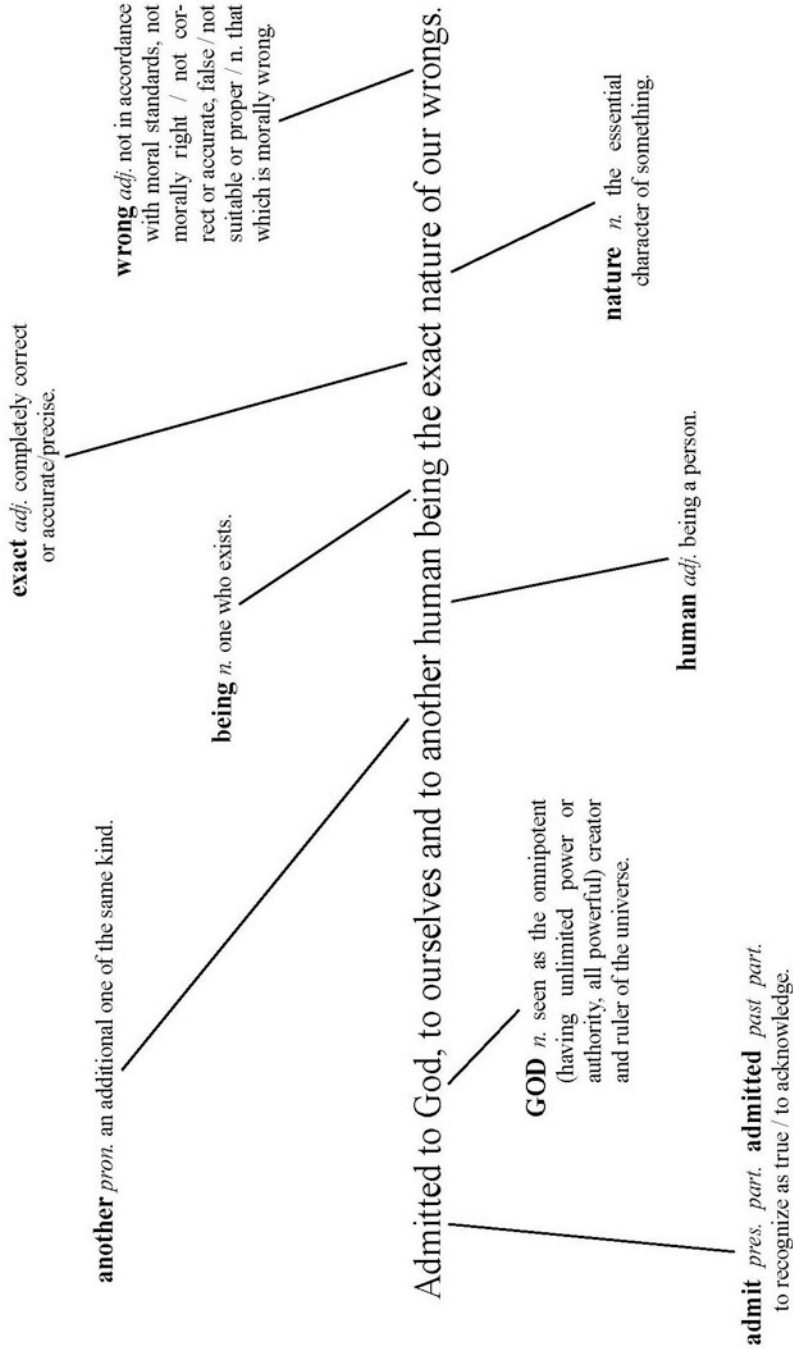 another pron. an additional one of the same kind.
exact adj. completely correct
or accurate/precise.
wrong adj. not in accordance
with moral standards, not
morally right / not cor-
rect or accurate, false / not
suitable or proper / n. that
which is morally wrong.
being n. one who exists.
Admitted to God, to ourselves and to another human being the exact nature of our wrongs.
GOD n. seen as the omnipotent
(having unlimited power or
authority, all powerful) creator
and ruler of the universe.
nature n. the essential
character of something.
human adj. being a person.
admit pres. part. admitted past part.
to recognize as true / to acknowledge.